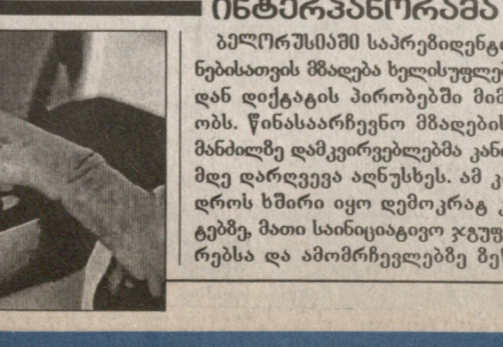 ინტერპანორამა
ბელორუსიაში საპრეზიდენტო
ნებისათვის მზადება ხელისუფლე
დან დიქტატის პირობებში მიმ
ობს. წინასაარჩევნო მზადების
მანძილზე დამკვირვებლებმა კან
მდე დარღვევა აღნუსხეს. ამ
დროს ხშირი იყო დემოკრატ
ტებზე, მათი საინიციატივო ჯგუფ
რებსა და ამომრჩევლებზე ზე